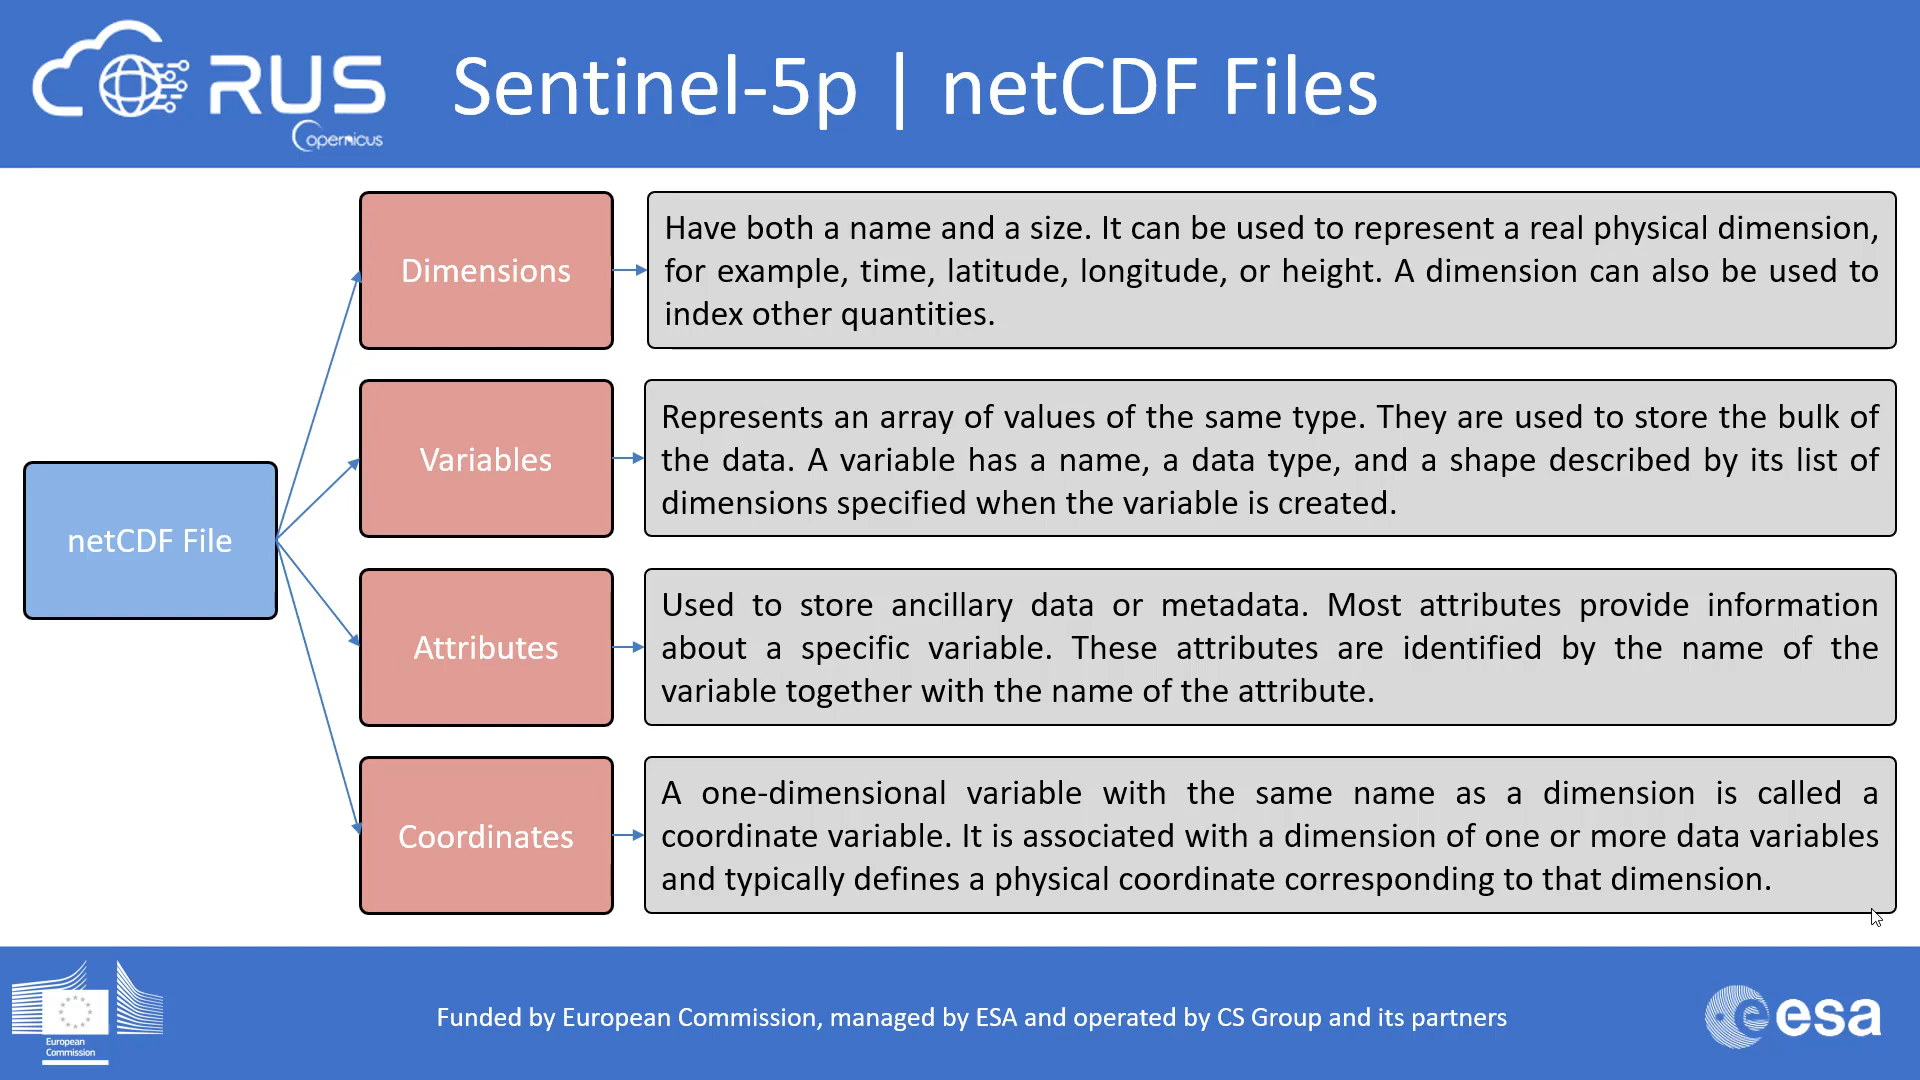 RUS
Copernicus
Sentinel-5p | netCDF Files
netCDF File
Dimensions
Have both a name and a size. It can be used to represent a real physical dimension,
for example, time, latitude, longitude, or height. A dimension can also be used to
index other quantities.
Variables
Represents an array of values of the same type. They are used to store the bulk of
the data. A variable has a name, a data type, and a shape described by its list of
dimensions specified when the variable is created.
Attributes
Used to store ancillary data or metadata. Most attributes provide information
about a specific variable. These attributes are identified by the name of the
variable together with the name of the attribute.
Coordinates
A one-dimensional variable with the same name as a dimension is called a
coordinate variable. It is associated with a dimension of one or more data variables
and typically defines a physical coordinate corresponding to that dimension.
European
Commission
Funded by European Commission, managed by ESA and operated by CS Group and its partners
esa